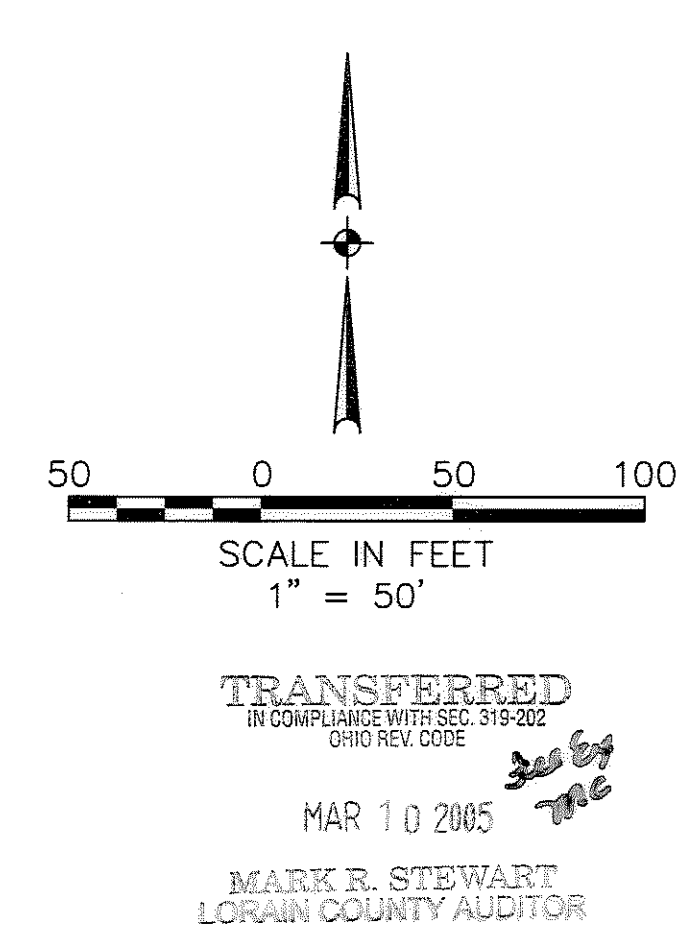 50 0 50 100
SCALE IN FEET
1" = 50'
TRANSFERRED
IN COMPLIANCE WITH SEC. 319-202
OHIO REV. CODE
MAR 10 2005
MARK R. STEWART
LORAIN COUNTY AUDITOR